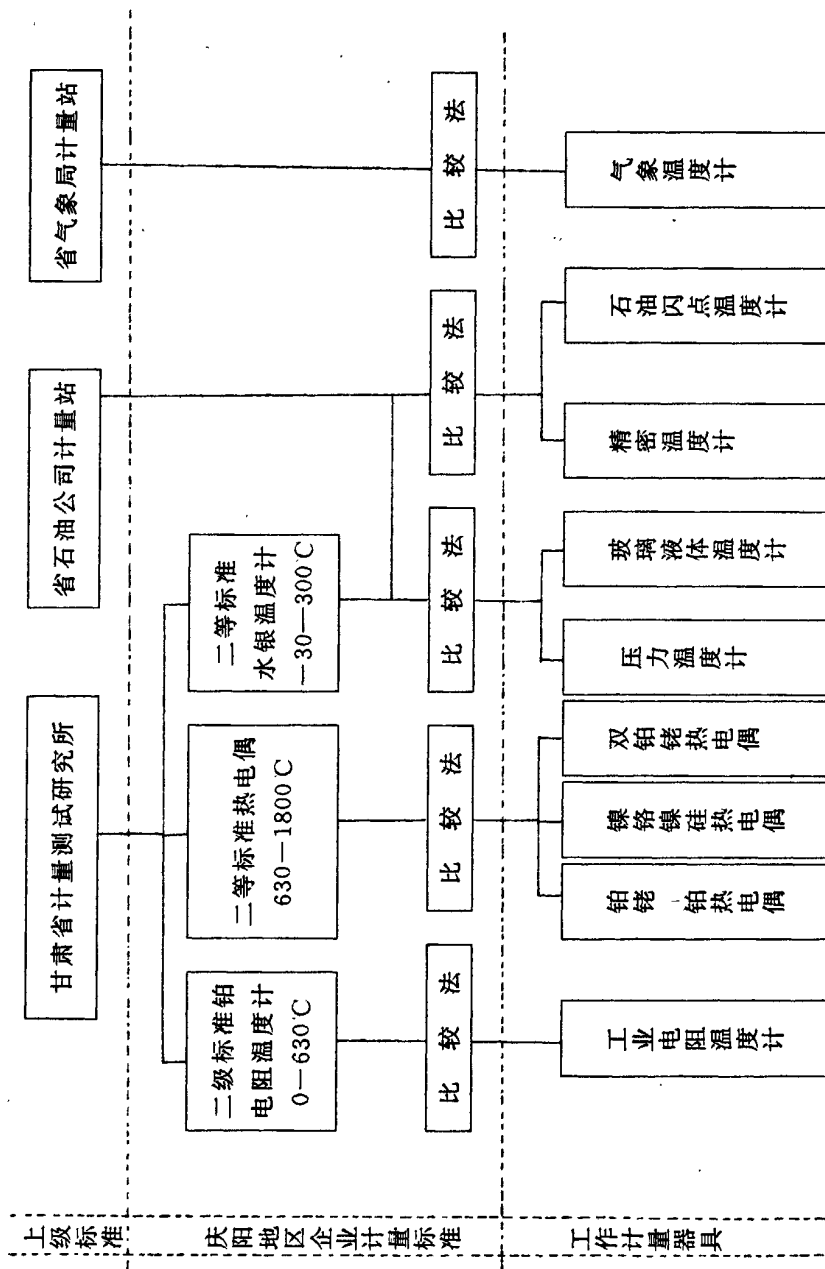 上级标准
甘肃省计量测试研究所
省石油公司计量站
省气象局计量站
庆阳地区企业计量标准
二级标准铂
电阻温度计
0—630℃
二等标准热电偶
630—1800℃
二等标准
水银温度计
—30—300℃
比较法
比较法
比较法
比较法
比较法
工作计量器具
工业电阻温度计
铂铑 铂热电偶
镍铬镍硅热电偶
双铂铑热电偶
压力温度计
玻璃液体温度计
精密温度计
石油闪点温度计
气象温度计